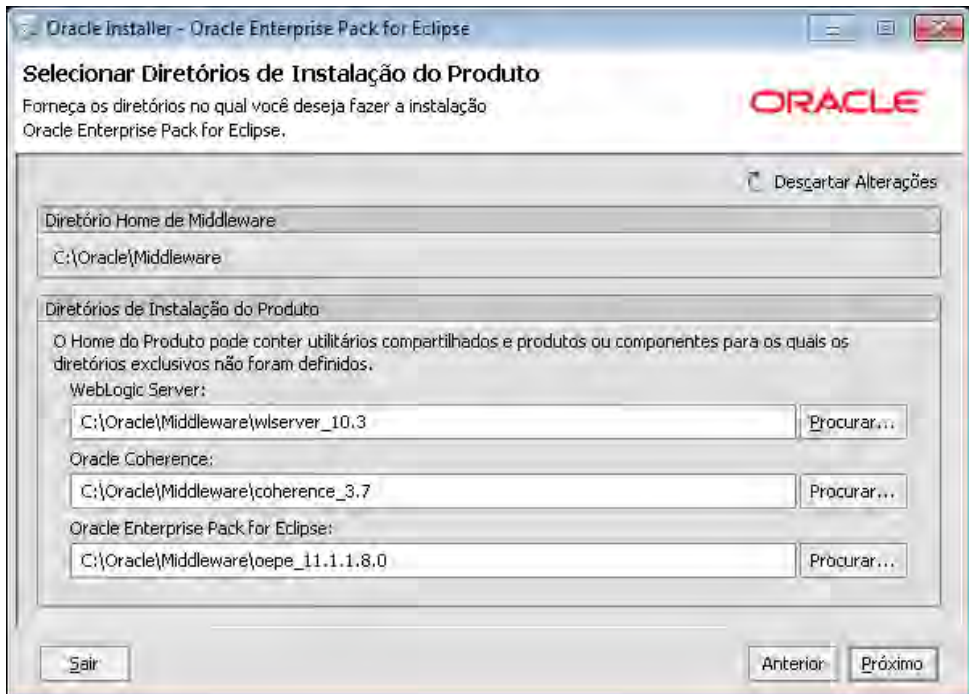 Oracle Installer - Oracle Enterprise Pack for Eclipse
Selecionar Diretórios de Instalação do Produto
Forneça os diretórios no qual você deseja fazer a instalação
Oracle Enterprise Pack for Eclipse.
ORACLE
Descartar Alterações
Diretório Home de Middleware
C:\Oracle\Middleware
Diretórios de Instalação do Produto
O Home do Produto pode conter utilitários compartilhados e produtos ou componentes para os quais os
diretórios exclusivos não foram definidos.
WebLogic Server:
C:\Oracle\Middleware\wlserver_10.3
Procurar...
Oracle Coherence:
C:\Oracle\Middleware\coherence_3.7
Procurar...
Oracle Enterprise Pack for Eclipse:
C:\Oracle\Middleware\oepe_11.1.1.8.0
Procurar...
Sair
Anterior
Próximo